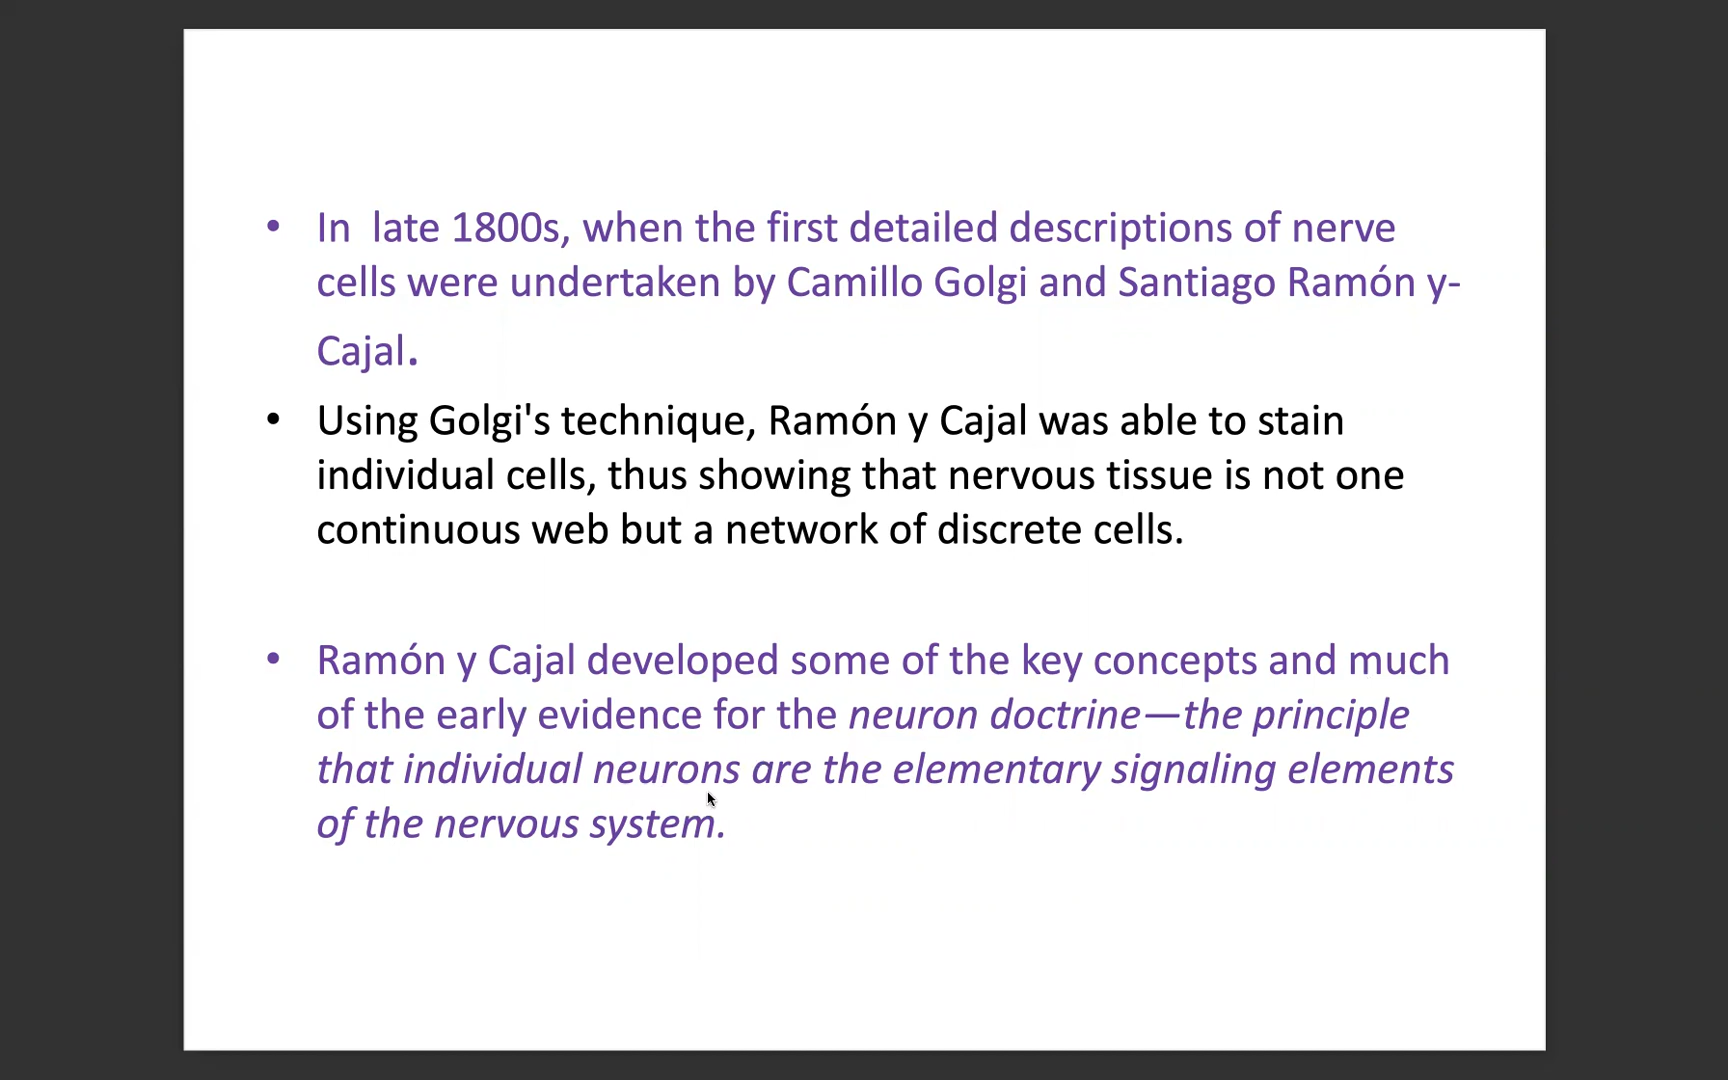 • In  late 1800s, when the first detailed descriptions of nerve
cells were undertaken by Camillo Golgi and Santiago Ramón y-
Cajal.
• Using Golgi's technique, Ramón y Cajal was able to stain
individual cells, thus showing that nervous tissue is not one
continuous web but a network of discrete cells.
• Ramón y Cajal developed some of the key concepts and much
of the early evidence for the neuron doctrine—the principle
that individual neurons are the elementary signaling elements
of the nervous system.